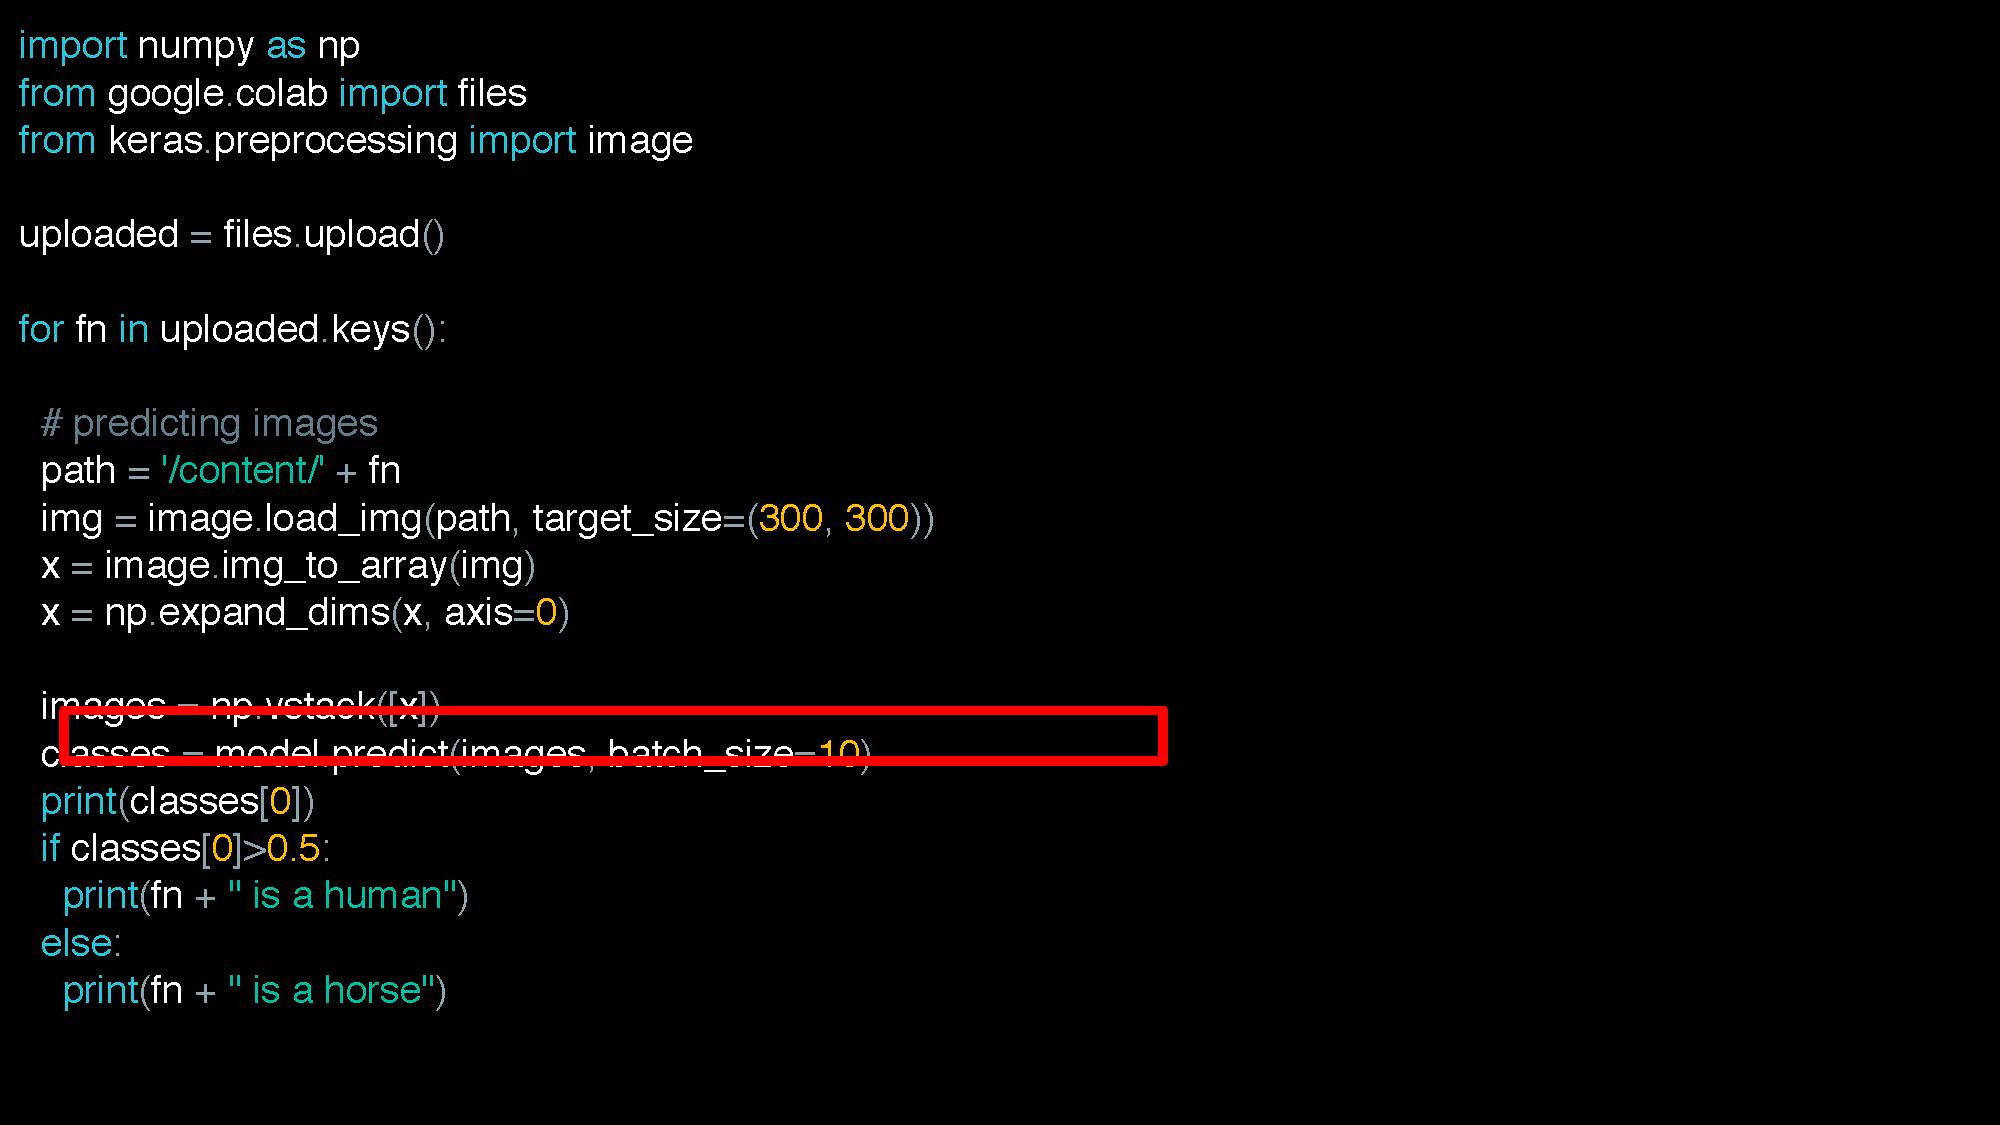 import numpy as np
from google.colab import files
from keras.preprocessing import image
uploaded = files.upload()
for fn in uploaded.keys():
# predicting images
path = '/content/' + fn
img = image.load_img(path, target_size=(300, 300))
x = image.img_to_array(img)
x = np.expand_dims(x, axis=0)
images = np.vstack([x])
classes = model.predict(images, batch_size=10)
print(classes[0])
if classes[0]>0.5:
print(fn + " is a human")
else:
print(fn + " is a horse")